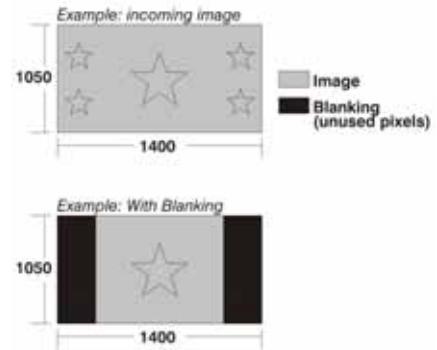 Example: incoming image
1050
1400
Image
Blanking
(unused pixels)
Example: With Blanking
1050
1400